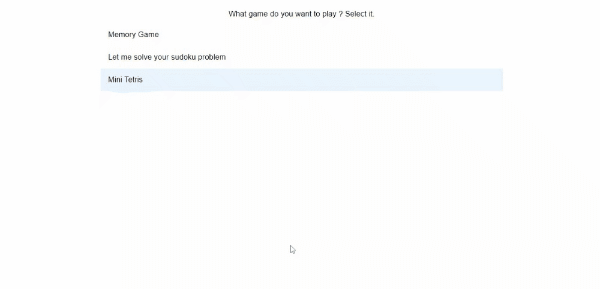 What game do you want to play ? Select it.
Memory Game
Let me solve your sudoku problem
Mini Tetris